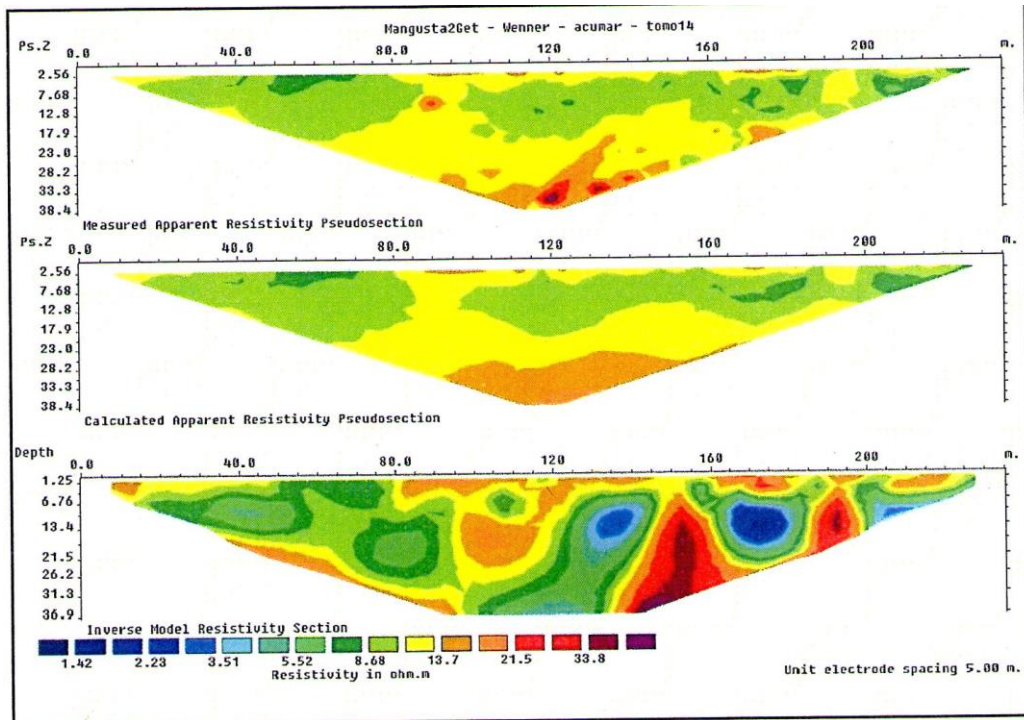 Mangusta2Get - Wenner - acumar - tomo14
Ps.Z 0.0 40.0 80.0 120 160 200 m.
2.56
7.68
12.8
17.9
23.0
28.2
33.3
38.4
Measured Apparent Resistivity Pseudosection
Ps.Z 0.0 40.0 80.0 120 160 200 m.
2.56
7.68
12.8
17.9
23.0
28.2
33.3
38.4
Calculated Apparent Resistivity Pseudosection
Depth 0.0 40.0 80.0 120 160 200 m.
1.25
6.76
13.4
21.5
26.2
31.3
36.9
Inverse Model Resistivity Section
1.42 2.23 3.51 5.52 8.68 13.7 21.5 33.8
Resistivity in ohm.m
Unit electrode spacing 5.00 m.